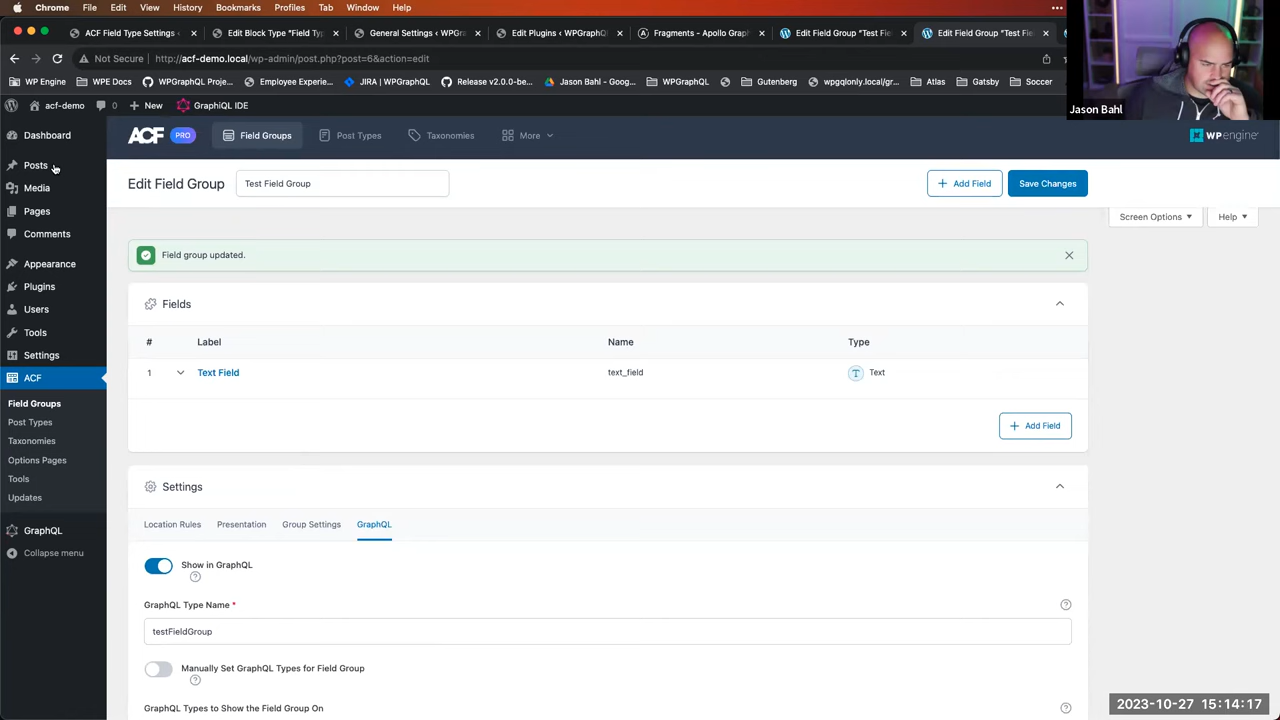 Chrome File Edit View History Bookmarks Profiles Tab Window Help
ACF Field Type Settings ‹ Edit Block Type "Field Typ General Settings ‹ WPGra Edit Plugins ‹ WPGraphQL Fragments - Apollo Graph Edit Field Group "Test Fiel Edit Field Group "Test Fiel
Not Secure http://acf-demo.local/wp-admin/post.php?post=6&action=edit
WP Engine WPE Docs WPGraphQL Proje... Employee Experie... JIRA | WPGraphQL Release v2.0.0-be... Jason Bahl - Goog... WPGraphQL Gutenberg wpgqlonly.local/gr... Atlas Gatsby Soccer
Jason Bahl
acf-demo 0 New GraphiQL IDE
Dashboard
Posts
Media
Pages
Comments
Appearance
Plugins
Users
Tools
Settings
ACF
Field Groups
Post Types
Taxonomies
Options Pages
Tools
Updates
GraphQL
Collapse menu
ACF PRO Field Groups Post Types Taxonomies More WP engine
Edit Field Group Test Field Group + Add Field Save Changes
Screen Options Help
Field group updated.
Fields
# Label Name Type
1 Text Field text_field T Text
+ Add Field
Settings
Location Rules Presentation Group Settings GraphQL
Show in GraphQL
?
GraphQL Type Name * ?
testFieldGroup
Manually Set GraphQL Types for Field Group
?
GraphQL Types to Show the Field Group On ?
2023-10-27 15:14:17